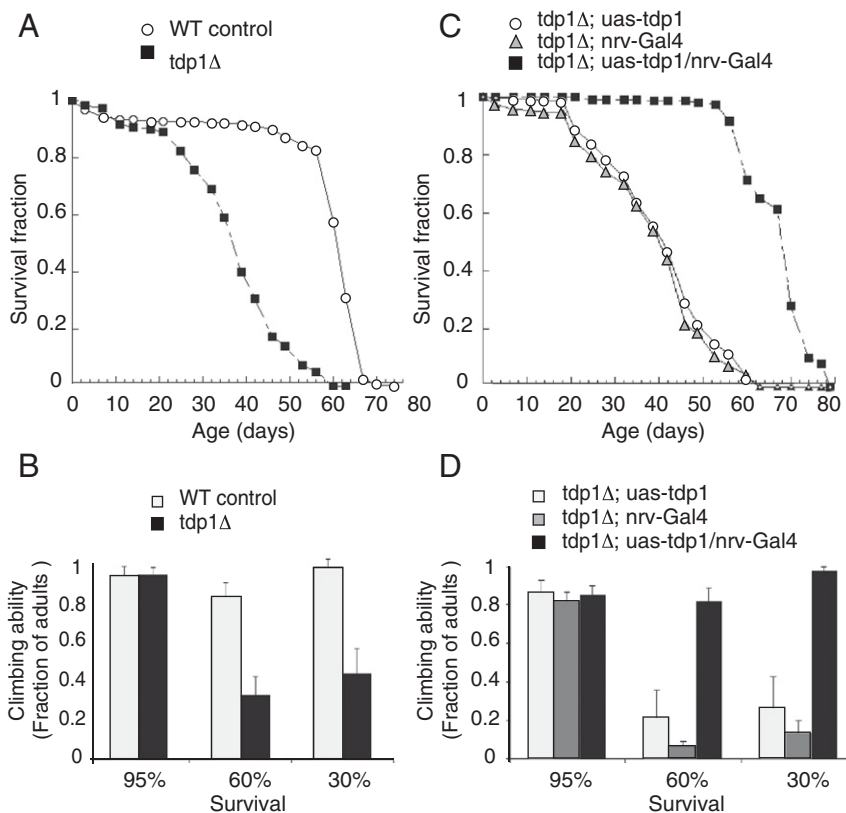 A
WT control
tdp1Δ
1
0.8
0.6
0.4
0.2
0
0 10 20 30 40 50 60 70 80
Survival fraction
Age (days)
C
tdp1Δ; uas-tdp1
tdp1Δ; nrv-Gal4
tdp1Δ; uas-tdp1/nrv-Gal4
1
0.8
0.6
0.4
0.2
0
0 10 20 30 40 50 60 70 80
Survival fraction
Age (days)
B
WT control
tdp1Δ
1
0.8
0.6
0.4
0.2
0
Climbing ability
(Fraction of adults )
95% 60% 30%
Survival
D
tdp1Δ; uas-tdp1
tdp1Δ; nrv-Gal4
tdp1Δ; uas-tdp1/nrv-Gal4
1
0.8
0.6
0.4
0.2
0
Climbing ability
(Fraction of adults )
95% 60% 30%
Survival